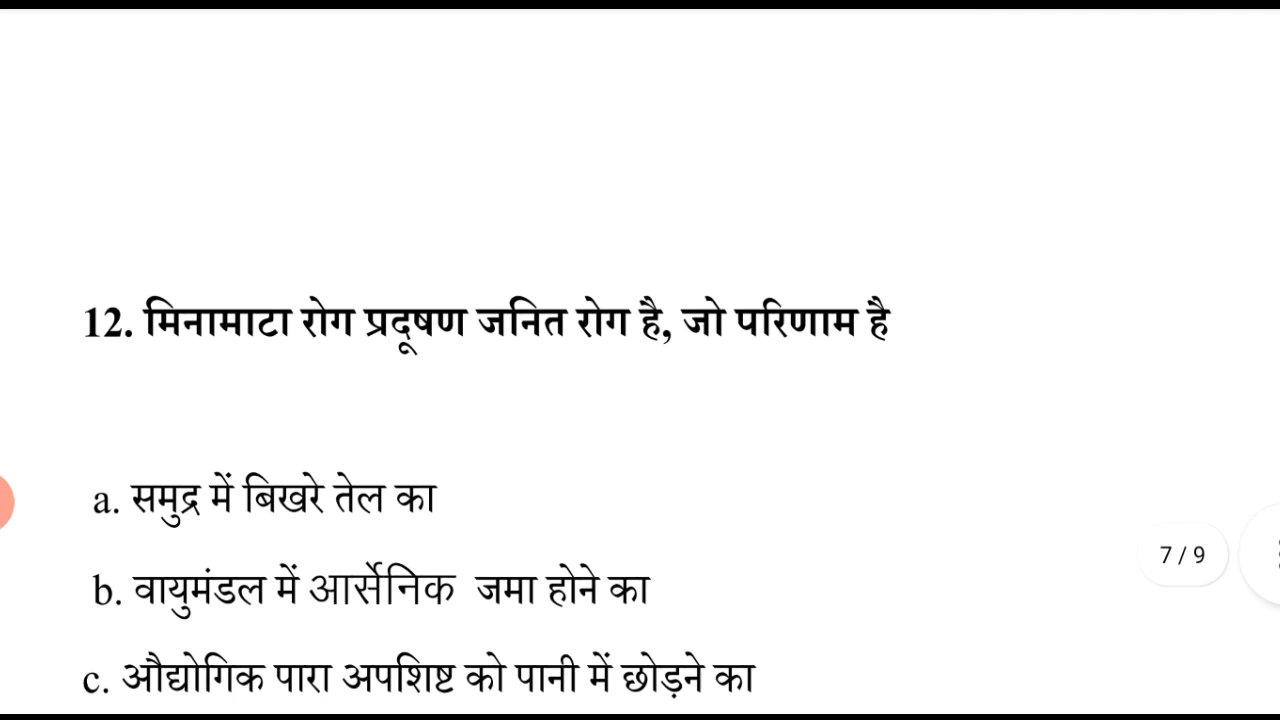 12. मिनामाटा रोग प्रदूषण जनित रोग है, जो परिणाम है
a. समुद्र में बिखरे तेल का
b. वायुमंडल में आर्सेनिक जमा होने का
7 / 9
c. औद्योगिक पारा अपशिष्ट को पानी में छोड़ने का